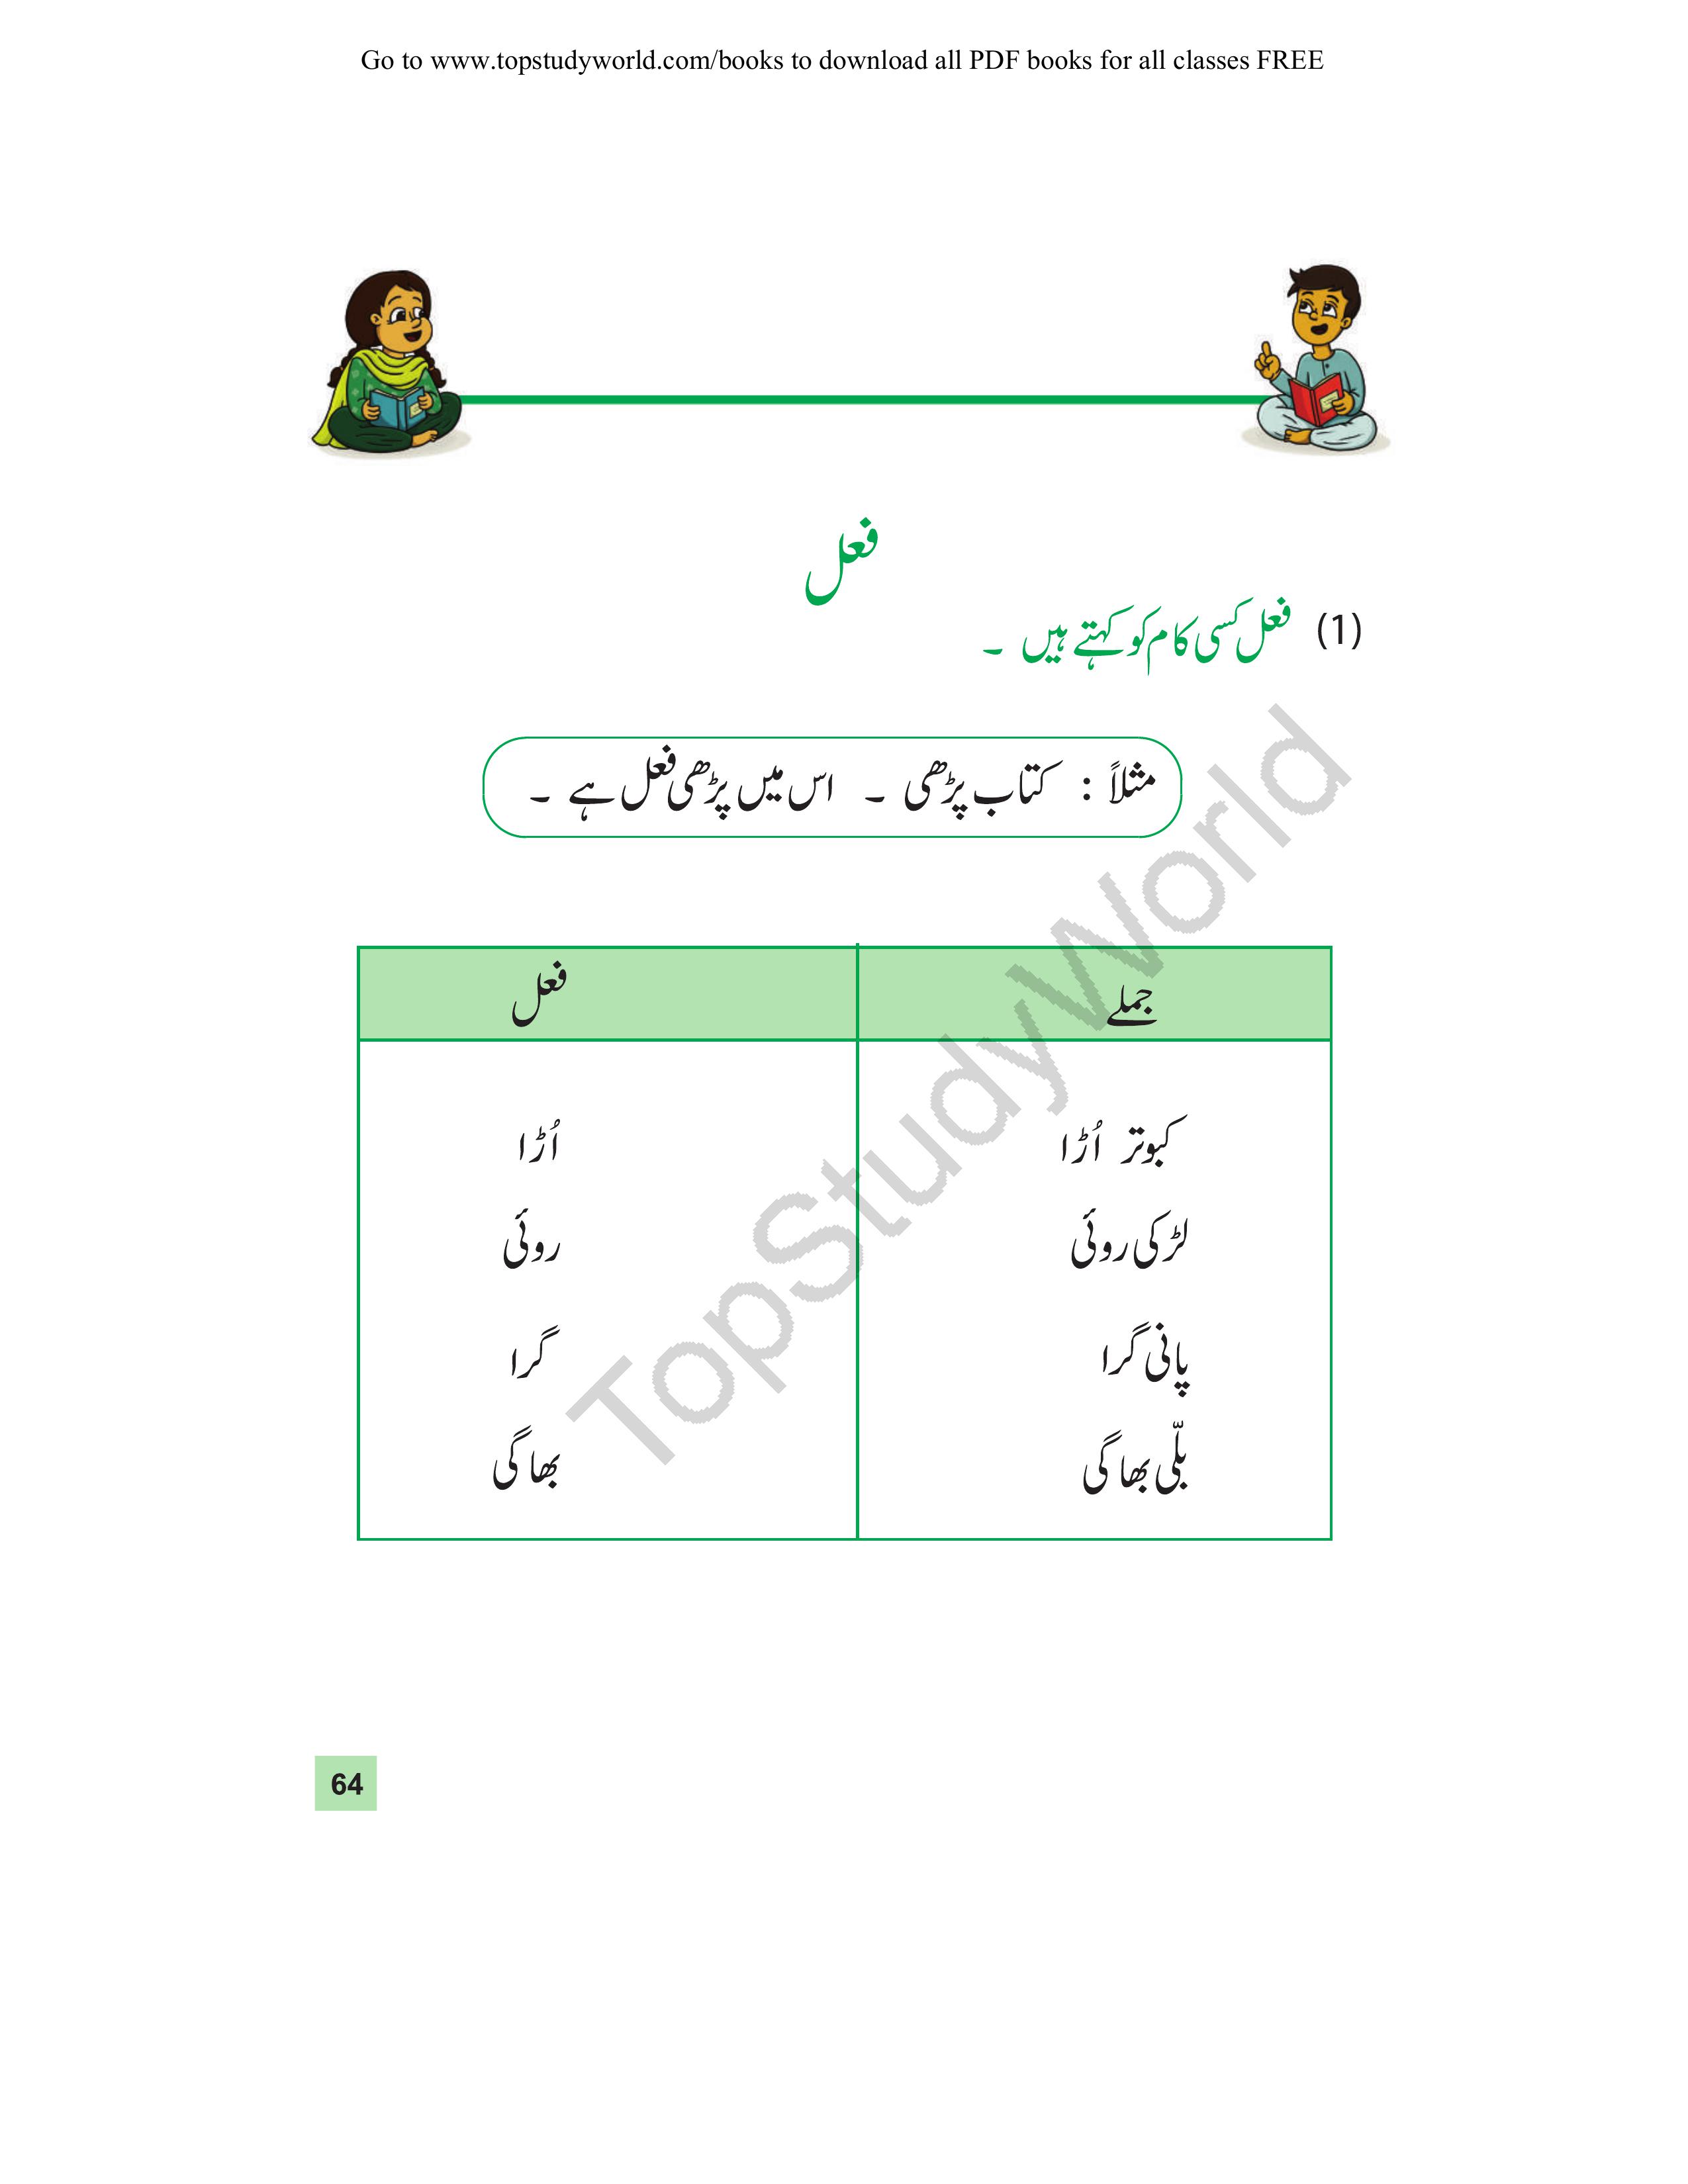 Go to www.topstudyworld.com/books to download all PDF books for all classes FREE
فعل
(1) فعل کسی کام کو کہتے ہیں ۔
مثلاً : کتاب پڑھی ۔ اس میں پڑھی فعل ہے ۔
جملے فعل
کبوتر اُڑا اُڑا
لڑکی روئی روئی
پانی گرا گرا
بلّی بھاگی بھاگی
TopStudyWorld
64